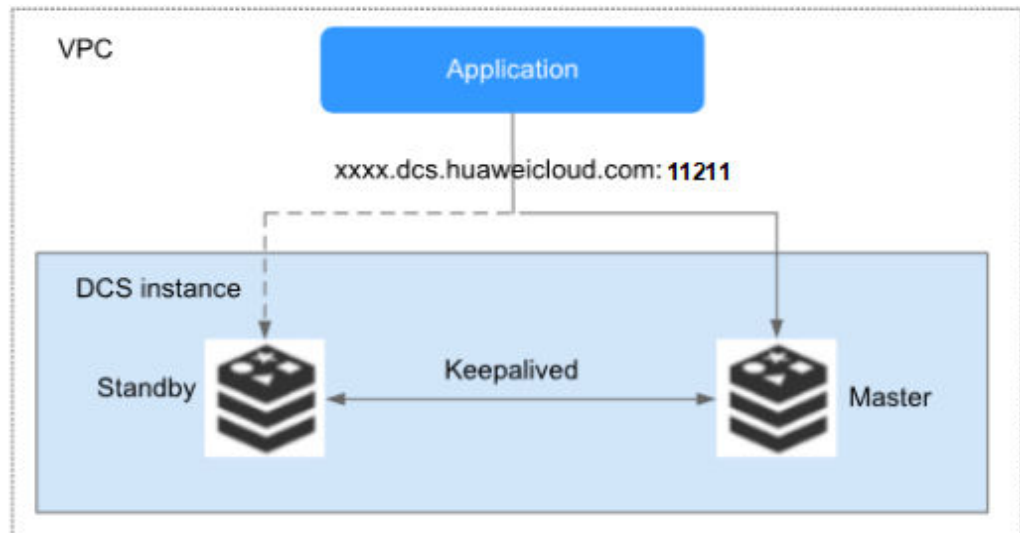 VPC
Application
xxxx.dcs.huaweicloud.com: 11211
DCS instance
Keepalived
Standby
Master